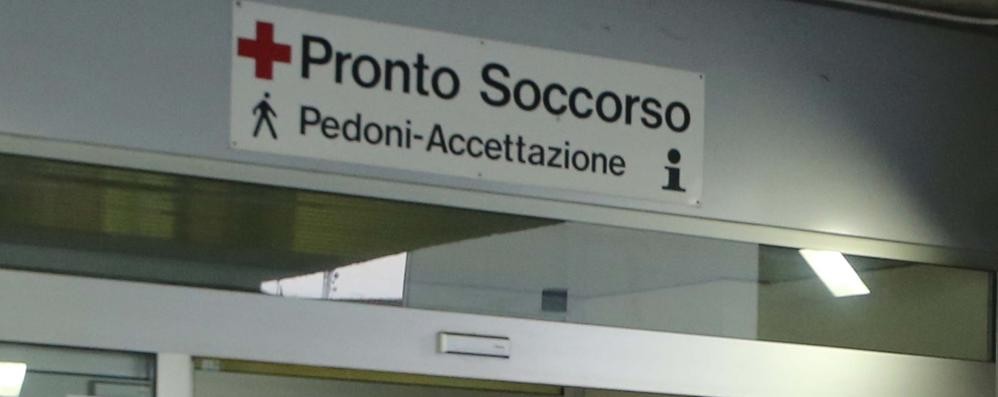 Pronto Soccorso
Pedoni-Accettazione i